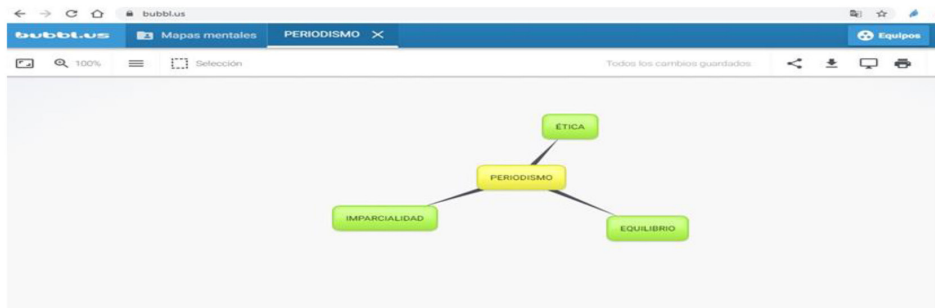 bubbl.us
bubbl.us Mapas mentales PERIODISMO Equipos
100% Selección Todos los cambios guardados
ÉTICA
PERIODISMO
IMPARCIALIDAD
EQUILIBRIO